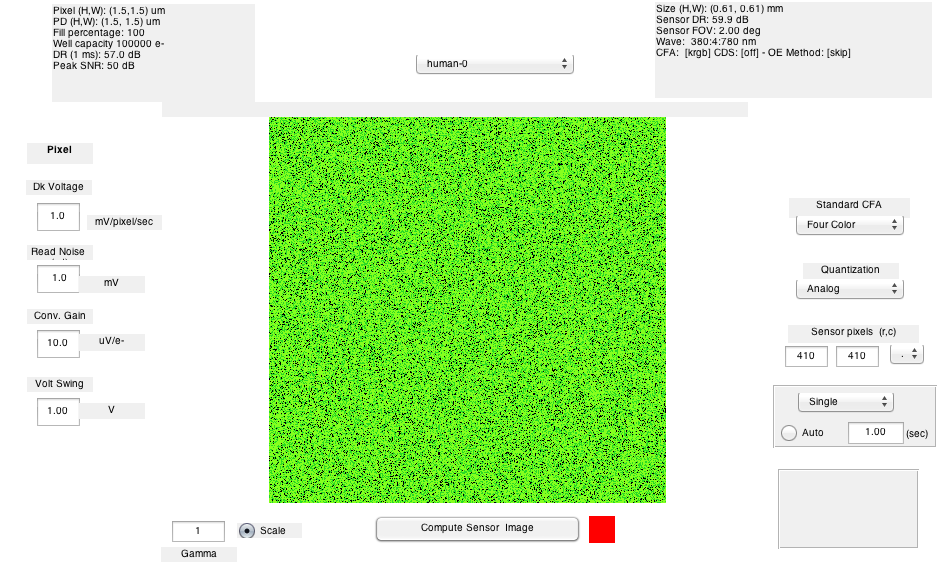 Pixel (H,W): (1.5,1.5) um
PD (H,W): (1.5, 1.5) um
Fill percentage: 100
Well capacity 100000 e-
DR (1 ms): 57.0 dB
Peak SNR: 50 dB
human-0
Size (H,W): (0.61, 0.61) mm
Sensor DR: 59.9 dB
Sensor FOV: 2.00 deg
Wave: 380:4:780 nm
CFA: [krgb] CDS: [off] - OE Method: [skip]
Pixel
Dk Voltage
1.0 mV/pixel/sec
Read Noise
1.0 mV
Conv. Gain
10.0 uV/e-
Volt Swing
1.00 V
Standard CFA
Four Color
Quantization
Analog
Sensor pixels (r,c)
410 410 .
Single
Auto 1.00 (sec)
1 Scale
Gamma
Compute Sensor Image